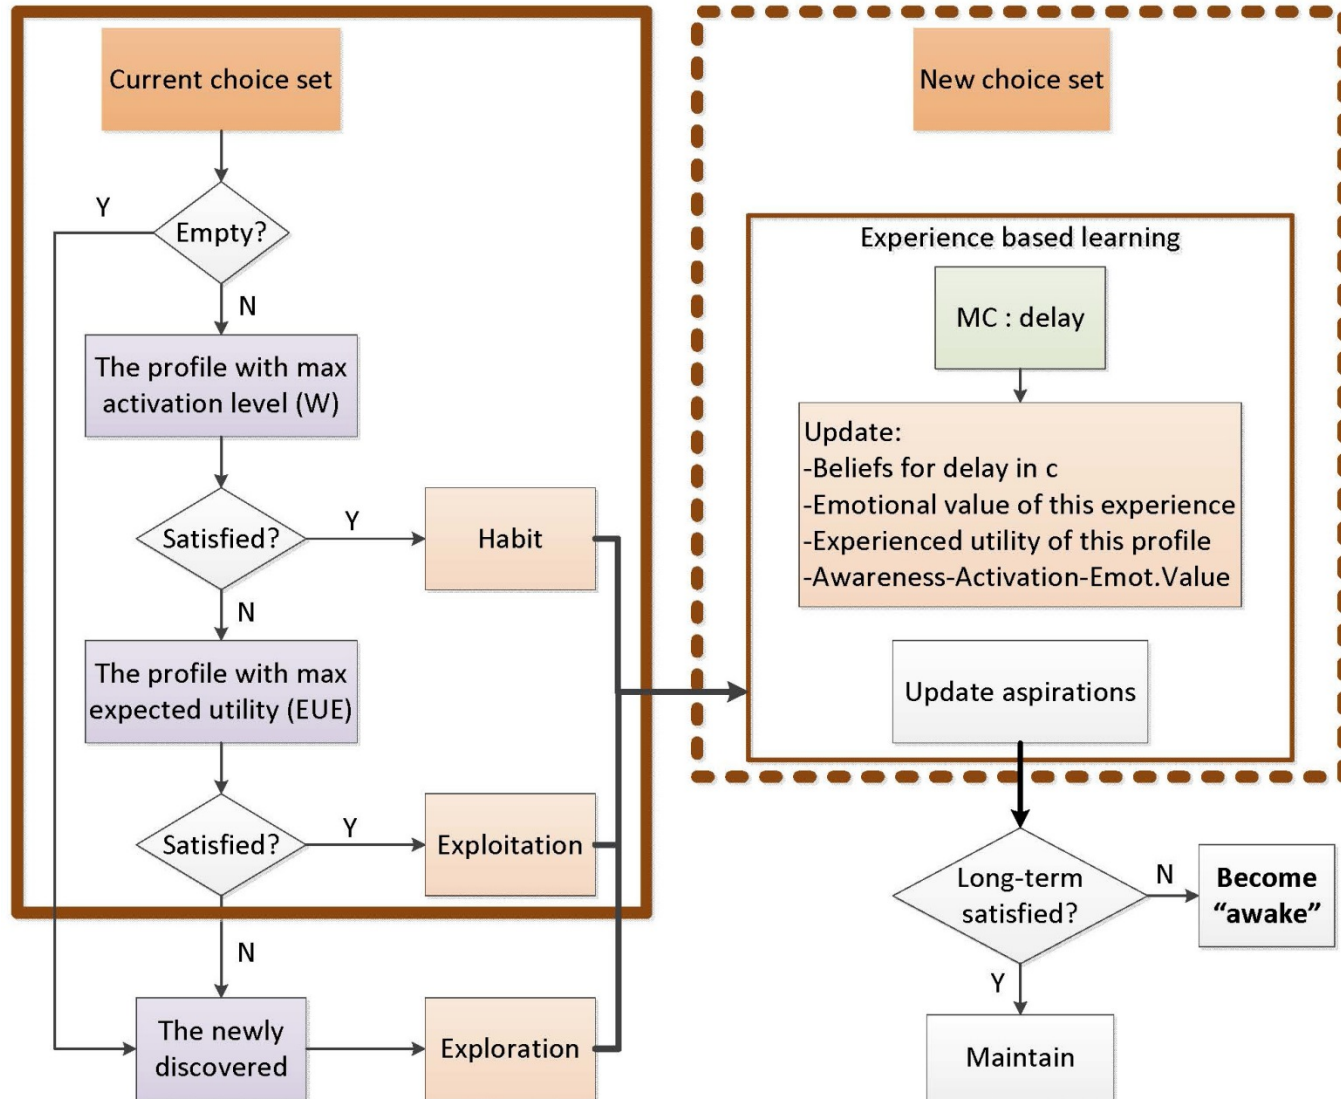 Current choice set
Empty?
Y
N
The profile with max
activation level (W)
Satisfied?
Y
Habit
N
The profile with max
expected utility (EUE)
Satisfied?
Y
Exploitation
N
The newly
discovered
Exploration
New choice set
Experience based learning
MC : delay
Update:
-Beliefs for delay in c
-Emotional value of this experience
-Experienced utility of this profile
-Awareness-Activation-Emot.Value
Update aspirations
Long-term
satisfied?
N
Become
“awake”
Y
Maintain